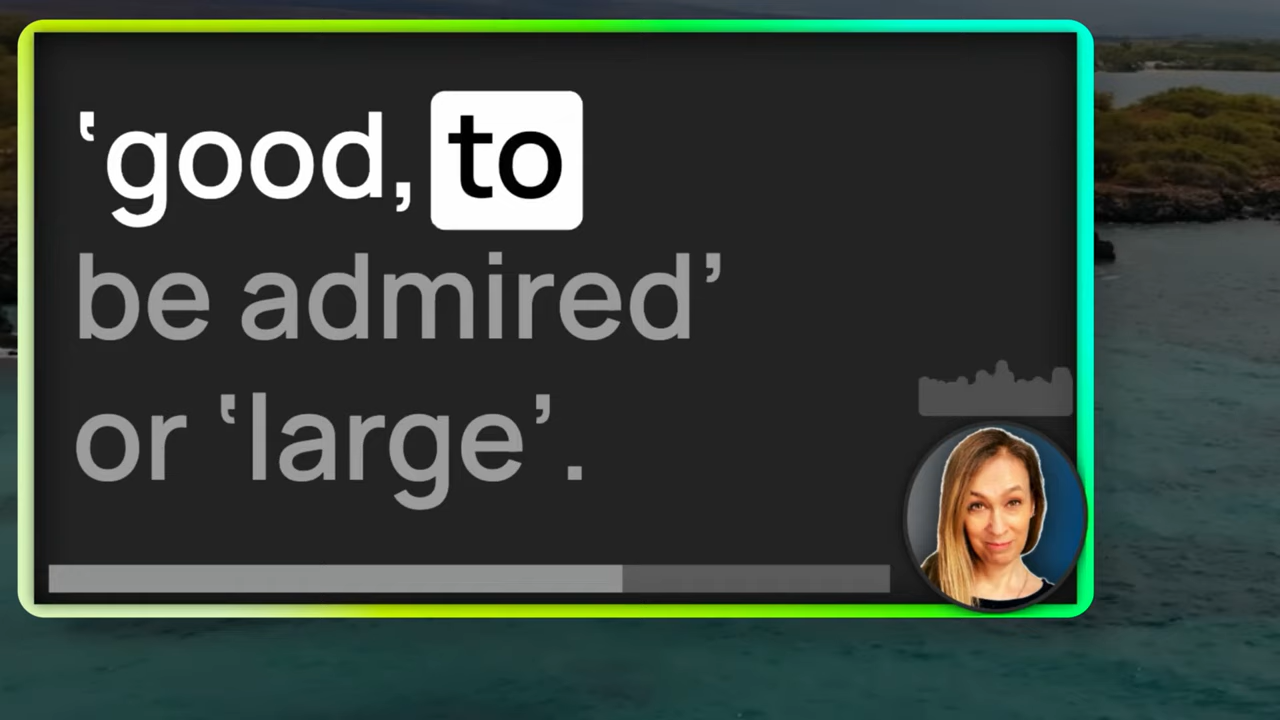 ‛good, to
be admired’
or ‛large’.